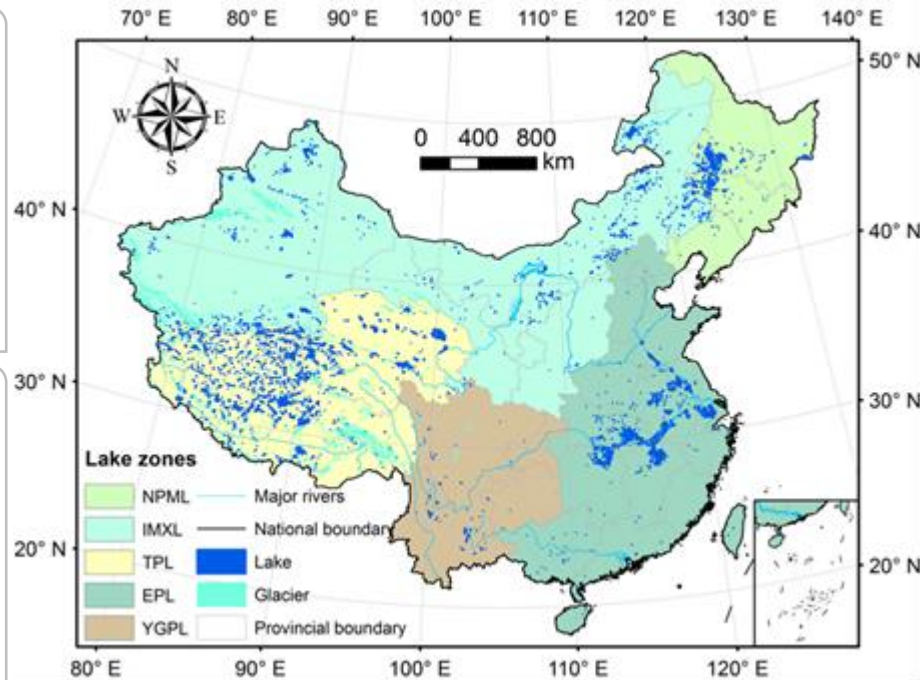 70° E 80° E 90° E 100° E 110° E 120° E 130° E 140° E
50° N
N
W E
S
0 400 800
km
40° N
40° N
30° N
30° N
Lake zones
NPML Major rivers
IMXL National boundar
TPL Lake
EPL Glacier
YGPL Provincial boundary
20° N
20° N
80° E 90° E 100° E 110° E 120° E